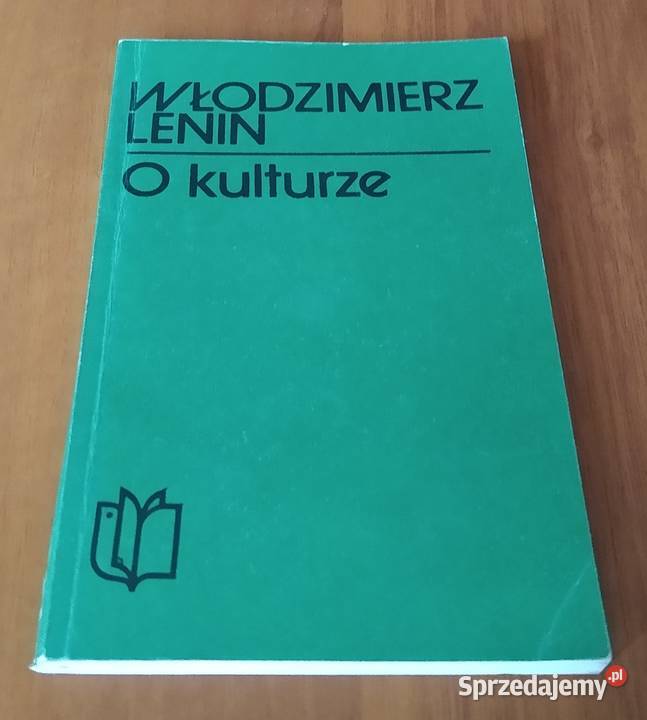 WŁODZIMIERZ
LENIN
O kulturze
Sprzedajemy.pl